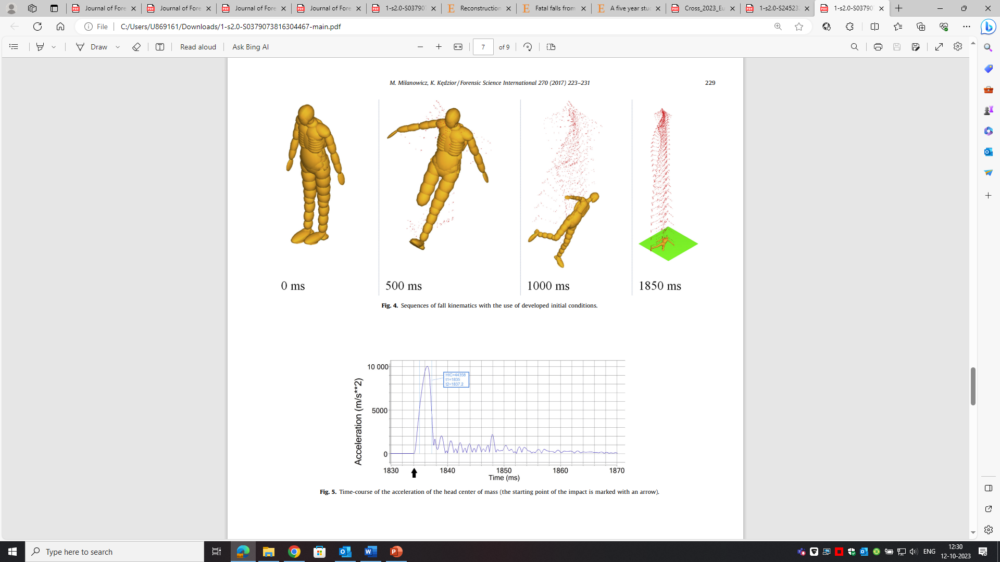 Journal of Fore
Journal of Fore
Journal of Fore
Journal of Fore
1-s2.0-S03790
Reconstruction
Fatal falls from
A five year stu
Cross_2023_Eu
1-s2.0-S24523
1-s2.0-S03790
File
C:/Users/U869161/Downloads/1-s2.0-S0379073816304467-main.pdf
Draw
Read aloud
Ask Bing AI
7 of 9
M. Milanowicz, K. Kędzior / Forensic Science International 270 (2017) 223–231
229
0 ms
500 ms
1000 ms
1850 ms
Fig. 4. Sequences of fall kinematics with the use of developed initial conditions.
Acceleration (m/s**2)
10 000
5000
0
HIC=44358
t1=1835
t2=1837.2
1830
1840
1850
1860
1870
Time (ms)
Fig. 5. Time-course of the acceleration of the head center of mass (the starting point of the impact is marked with an arrow).
Type here to search
ENG
12:30
12-10-2023